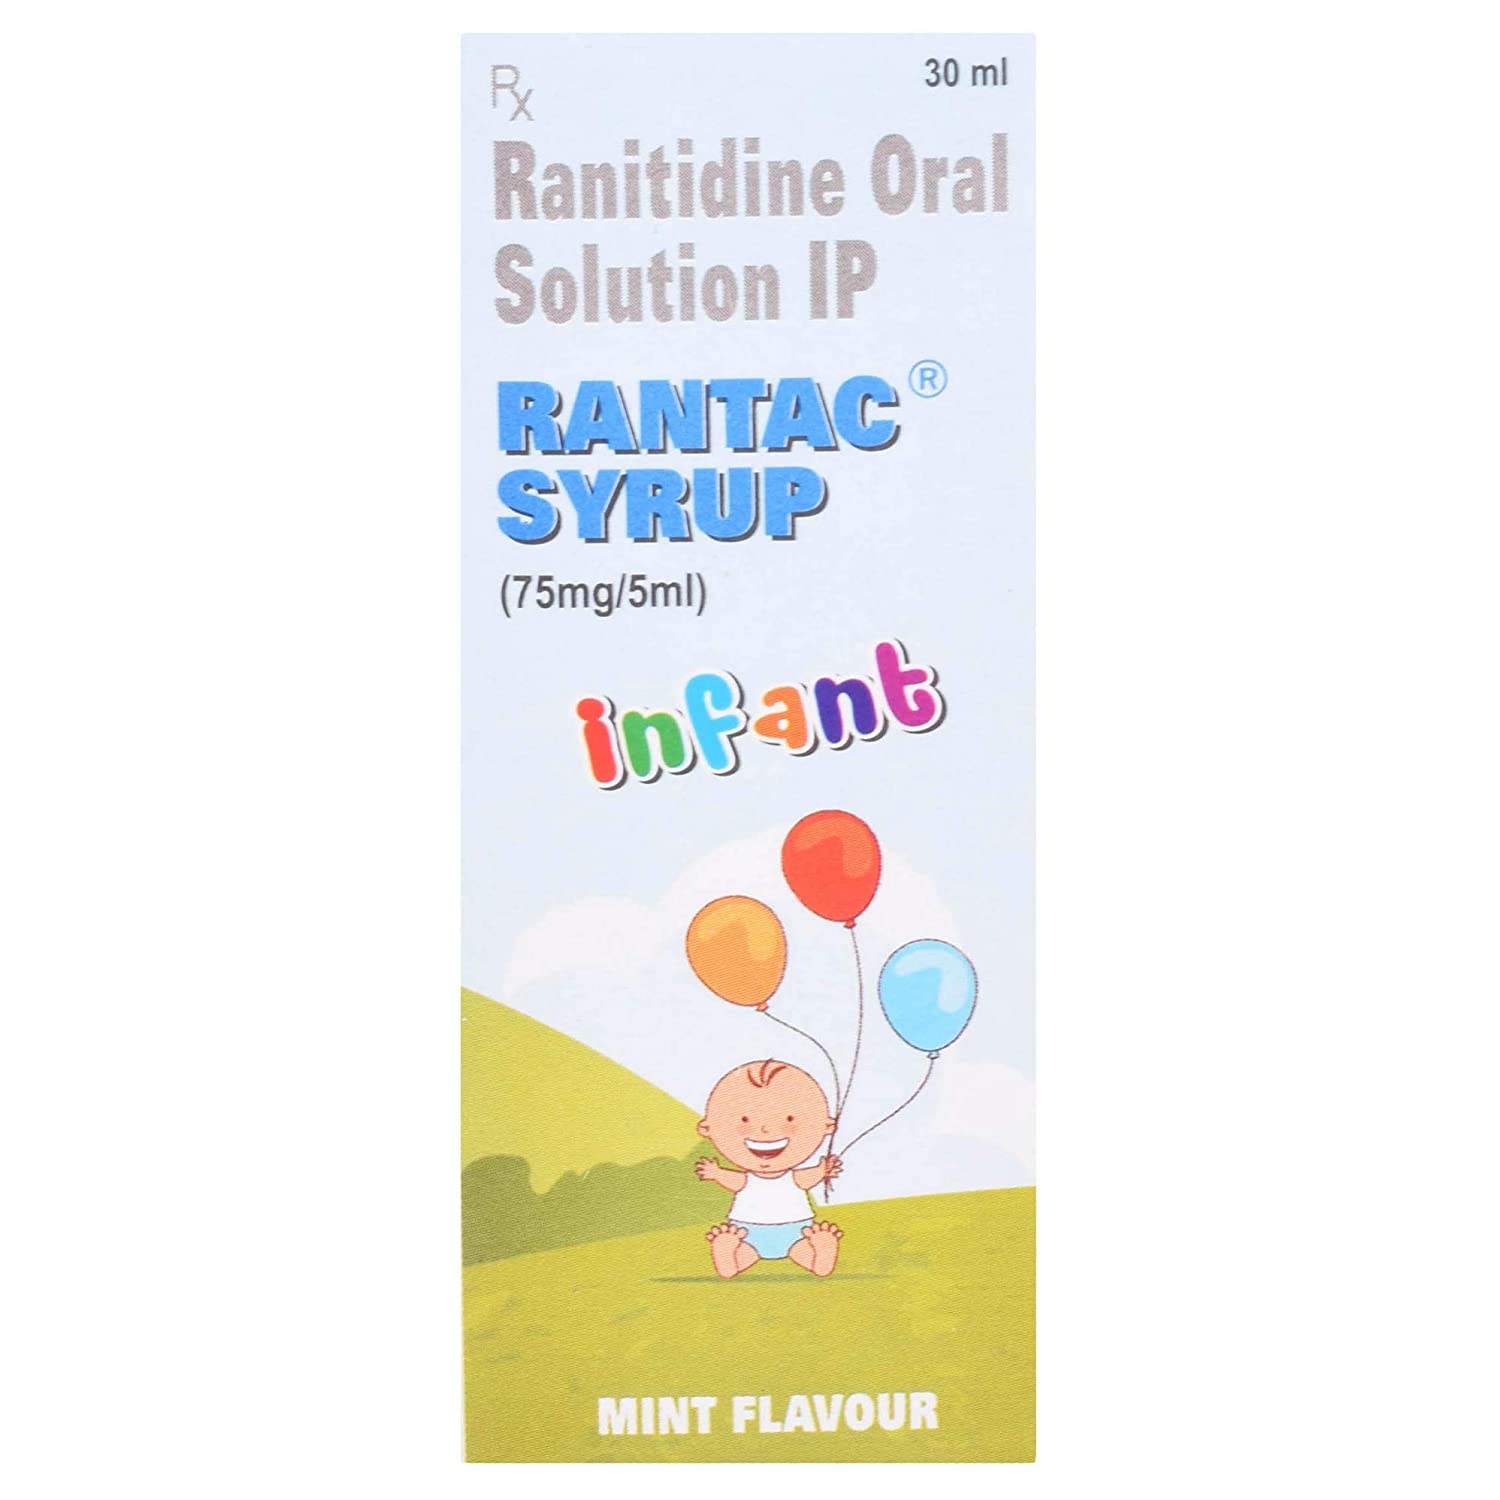 Rx
30 ml
Ranitidine Oral
Solution IP
RANTAC®
SYRUP
(75mg/5ml)
infant
MINT FLAVOUR